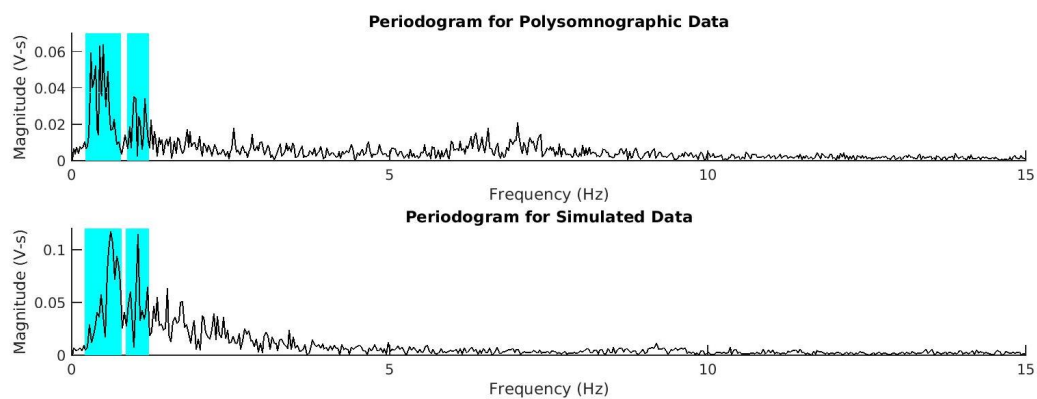 Periodogram for Polysomnographic Data
Magnitude (V-s)
0.06
0.04
0.02
0
0 5 10 15
Frequency (Hz)
Periodogram for Simulated Data
Magnitude (V-s)
0.1
0.05
0
0 5 10 15
Frequency (Hz)